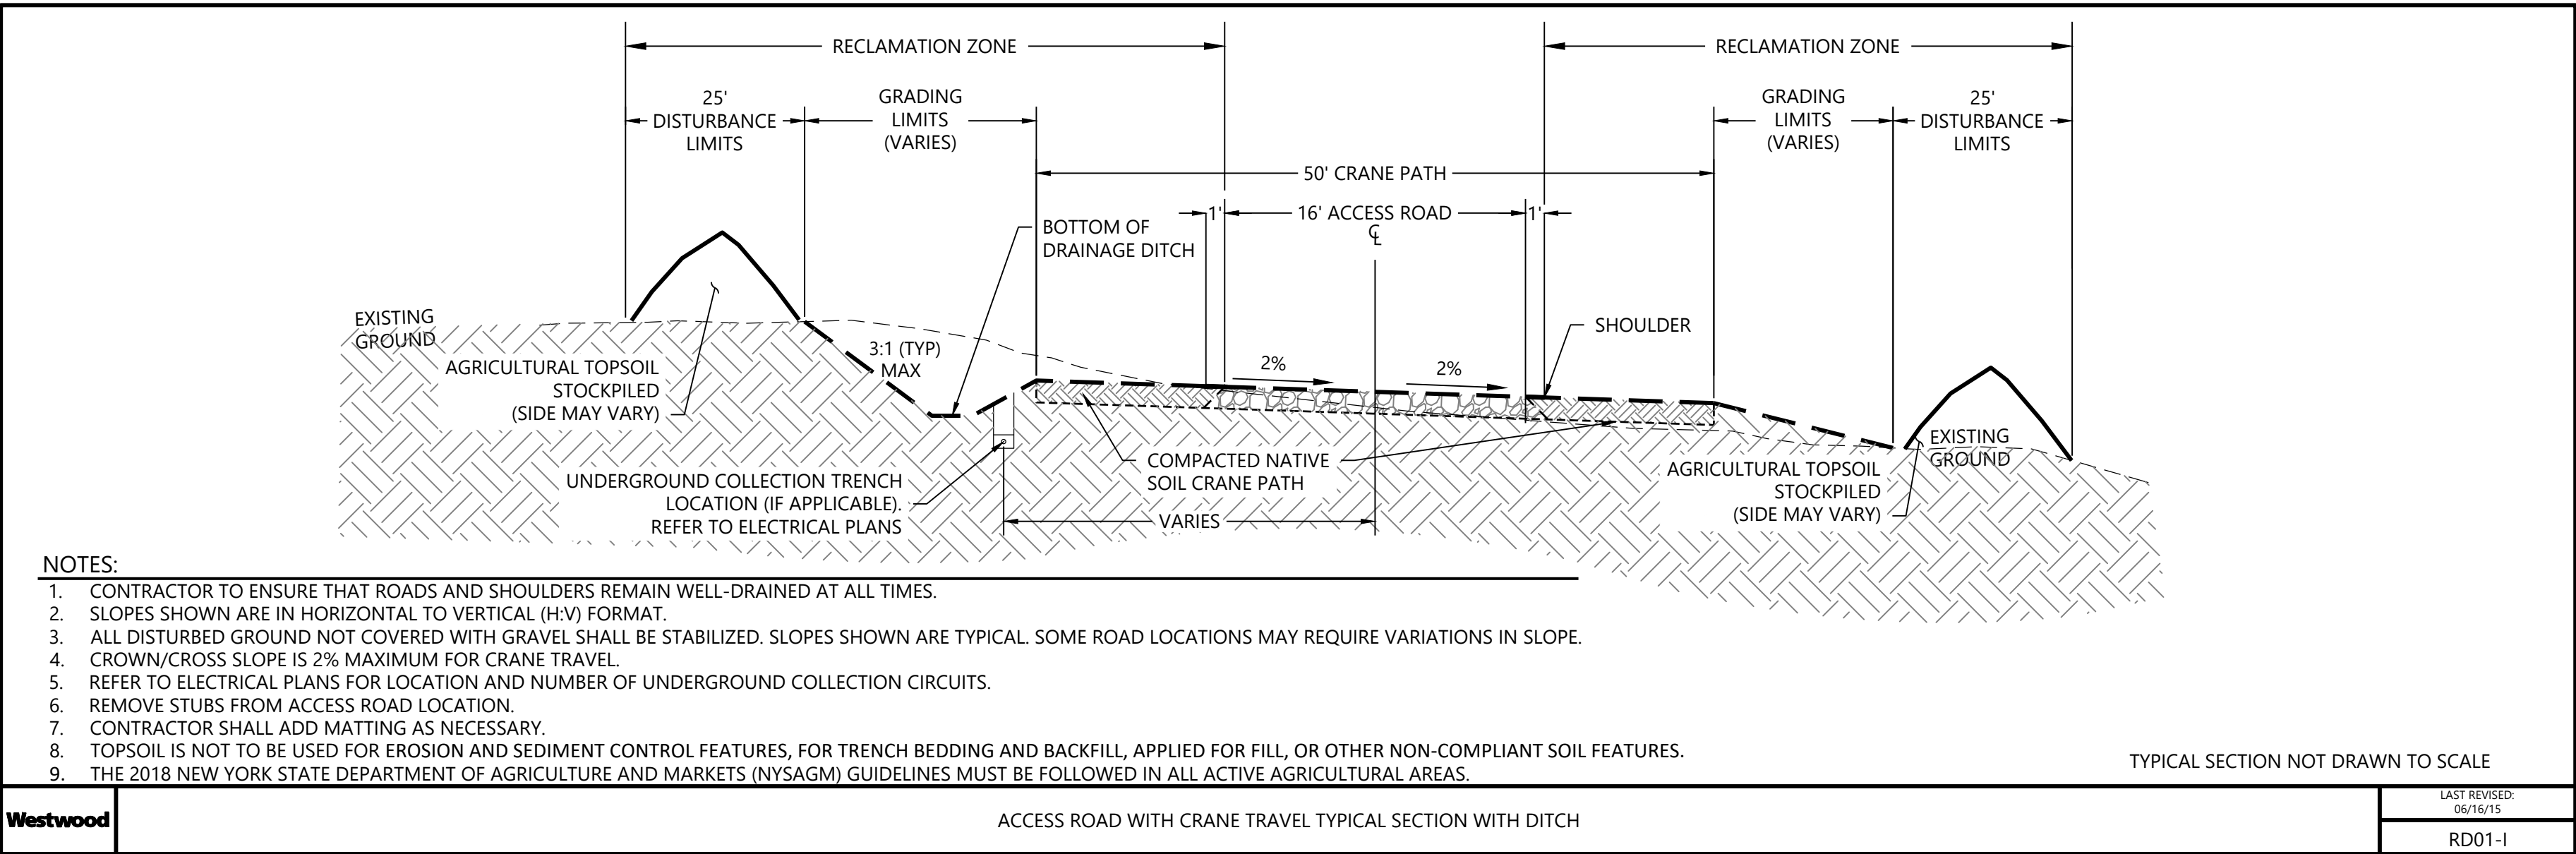 RECLAMATION ZONE
RECLAMATION ZONE
25'
DISTURBANCE
LIMITS
GRADING
LIMITS
(VARIES)
GRADING
LIMITS
(VARIES)
25'
DISTURBANCE
LIMITS
50' CRANE PATH
1'
16' ACCESS ROAD
1'
CL
BOTTOM OF
DRAINAGE DITCH
EXISTING
GROUND
SHOULDER
3:1 (TYP)
MAX
2%
2%
AGRICULTURAL TOPSOIL
STOCKPILED
(SIDE MAY VARY)
EXISTING
GROUND
COMPACTED NATIVE
SOIL CRANE PATH
AGRICULTURAL TOPSOIL
STOCKPILED
(SIDE MAY VARY)
UNDERGROUND COLLECTION TRENCH
LOCATION (IF APPLICABLE).
REFER TO ELECTRICAL PLANS
VARIES
NOTES:
1. CONTRACTOR TO ENSURE THAT ROADS AND SHOULDERS REMAIN WELL-DRAINED AT ALL TIMES.
2. SLOPES SHOWN ARE IN HORIZONTAL TO VERTICAL (H:V) FORMAT.
3. ALL DISTURBED GROUND NOT COVERED WITH GRAVEL SHALL BE STABILIZED. SLOPES SHOWN ARE TYPICAL. SOME ROAD LOCATIONS MAY REQUIRE VARIATIONS IN SLOPE.
4. CROWN/CROSS SLOPE IS 2% MAXIMUM FOR CRANE TRAVEL.
5. REFER TO ELECTRICAL PLANS FOR LOCATION AND NUMBER OF UNDERGROUND COLLECTION CIRCUITS.
6. REMOVE STUBS FROM ACCESS ROAD LOCATION.
7. CONTRACTOR SHALL ADD MATTING AS NECESSARY.
8. TOPSOIL IS NOT TO BE USED FOR EROSION AND SEDIMENT CONTROL FEATURES, FOR TRENCH BEDDING AND BACKFILL, APPLIED FOR FILL, OR OTHER NON-COMPLIANT SOIL FEATURES.
9. THE 2018 NEW YORK STATE DEPARTMENT OF AGRICULTURE AND MARKETS (NYSAGM) GUIDELINES MUST BE FOLLOWED IN ALL ACTIVE AGRICULTURAL AREAS.
TYPICAL SECTION NOT DRAWN TO SCALE
Westwood
ACCESS ROAD WITH CRANE TRAVEL TYPICAL SECTION WITH DITCH
LAST REVISED:
06/16/15
RD01-I